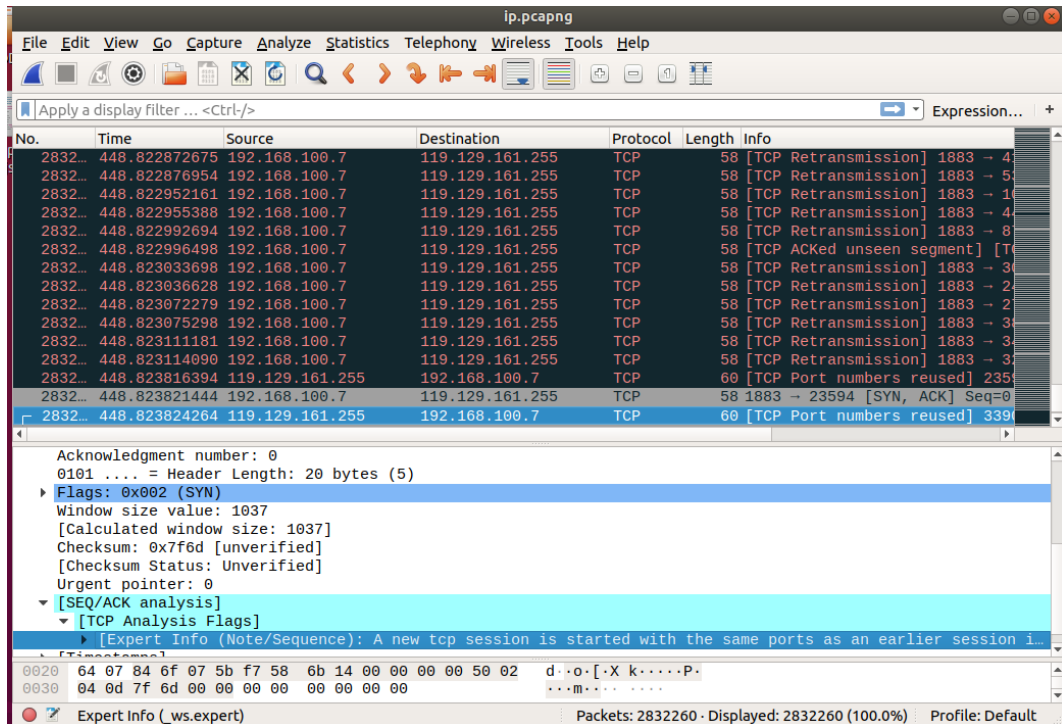 ip.pcapng
File Edit View Go Capture Analyze Statistics Telephony Wireless Tools Help
Apply a display filter … <Ctrl-/> Expression… +
No. Time Source Destination Protocol Length Info
2832… 448.822872675 192.168.100.7 119.129.161.255 TCP 58 [TCP Retransmission] 1883 → 41
2832… 448.822876954 192.168.100.7 119.129.161.255 TCP 58 [TCP Retransmission] 1883 → 53
2832… 448.822952161 192.168.100.7 119.129.161.255 TCP 58 [TCP Retransmission] 1883 → 10
2832… 448.822955388 192.168.100.7 119.129.161.255 TCP 58 [TCP Retransmission] 1883 → 44
2832… 448.822992694 192.168.100.7 119.129.161.255 TCP 58 [TCP Retransmission] 1883 → 87
2832… 448.822996498 192.168.100.7 119.129.161.255 TCP 58 [TCP ACKed unseen segment] [T
2832… 448.823033698 192.168.100.7 119.129.161.255 TCP 58 [TCP Retransmission] 1883 → 30
2832… 448.823036628 192.168.100.7 119.129.161.255 TCP 58 [TCP Retransmission] 1883 → 24
2832… 448.823072279 192.168.100.7 119.129.161.255 TCP 58 [TCP Retransmission] 1883 → 27
2832… 448.823075298 192.168.100.7 119.129.161.255 TCP 58 [TCP Retransmission] 1883 → 38
2832… 448.823111181 192.168.100.7 119.129.161.255 TCP 58 [TCP Retransmission] 1883 → 34
2832… 448.823114090 192.168.100.7 119.129.161.255 TCP 58 [TCP Retransmission] 1883 → 32
2832… 448.823816394 119.129.161.255 192.168.100.7 TCP 60 [TCP Port numbers reused] 2359
2832… 448.823821444 192.168.100.7 119.129.161.255 TCP 58 1883 → 23594 [SYN, ACK] Seq=0
2832… 448.823824264 119.129.161.255 192.168.100.7 TCP 60 [TCP Port numbers reused] 3390
Acknowledgment number: 0
0101 .... = Header Length: 20 bytes (5)
Flags: 0x002 (SYN)
Window size value: 1037
[Calculated window size: 1037]
Checksum: 0x7f6d [unverified]
[Checksum Status: Unverified]
Urgent pointer: 0
[SEQ/ACK analysis]
[TCP Analysis Flags]
[Expert Info (Note/Sequence): A new tcp session is started with the same ports as an earlier session i…
[Timestamps]
0020 64 07 84 6f 07 5b f7 58 6b 14 00 00 00 00 50 02 d··o·[·X k·····P·
0030 04 0d 7f 6d 00 00 00 00 00 00 00 00 ···m···· ····
Expert Info (_ws.expert) Packets: 2832260 · Displayed: 2832260 (100.0%) Profile: Default